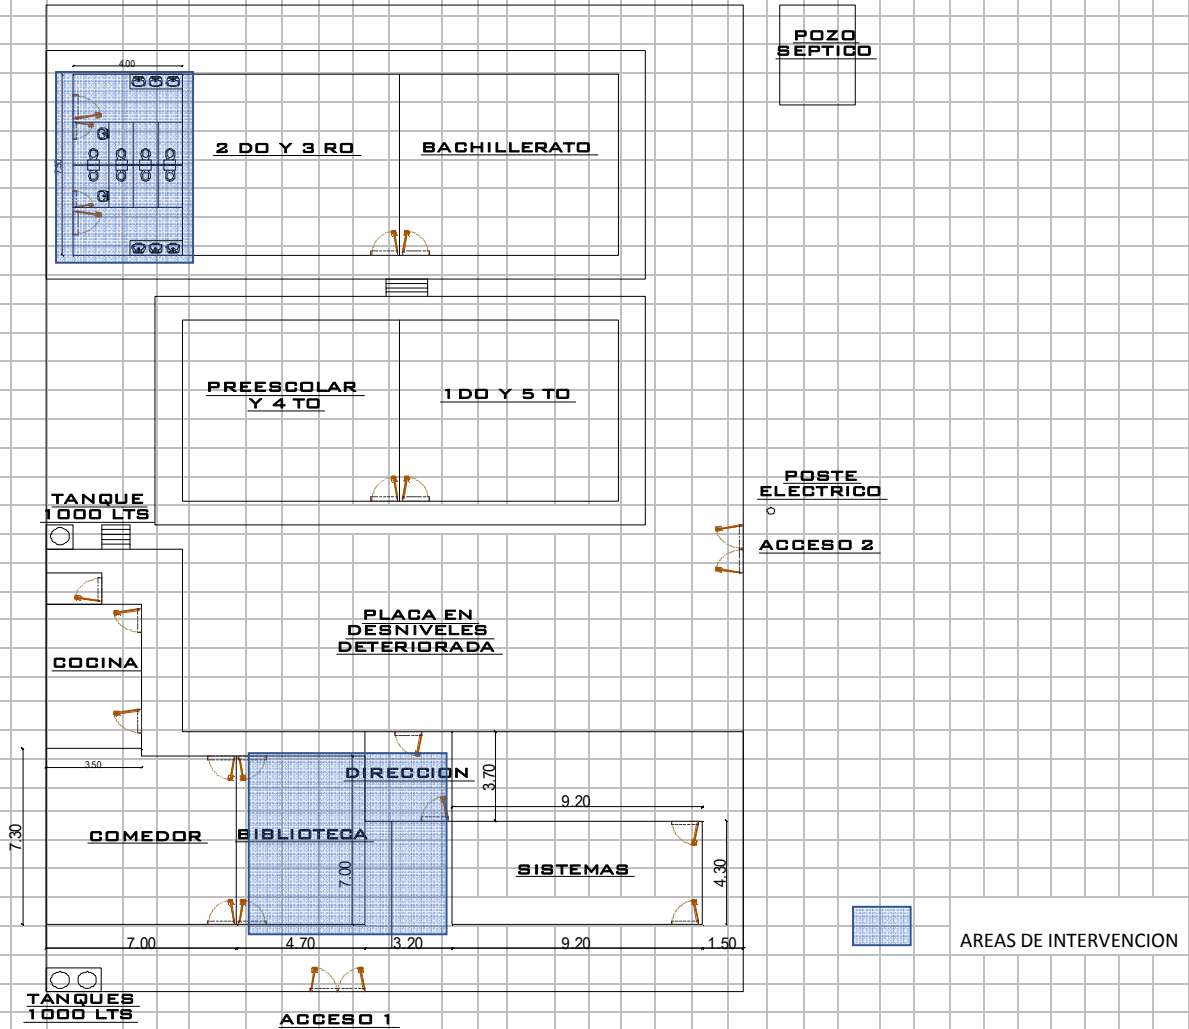 POZO
SEPTICO
4.00
7.50
2 DO Y 3 RO
BACHILLERATO
PREESCOLAR
Y 4 TO
1DO Y 5 TO
TANQUE
1000 LTS
POSTE
ELECTRICO
ACCESO 2
PLACA EN
DESNIVELES
DETERIORADA
COCINA
3.50
DIRECCION
3.70
9.20
7.30
COMEDOR
BIBLIOTECA
7.00
SISTEMAS
4.30
7.00
4.70
3.20
9.20
1.50
AREAS DE INTERVENCION
TANQUES
1000 LTS
ACCESO 1